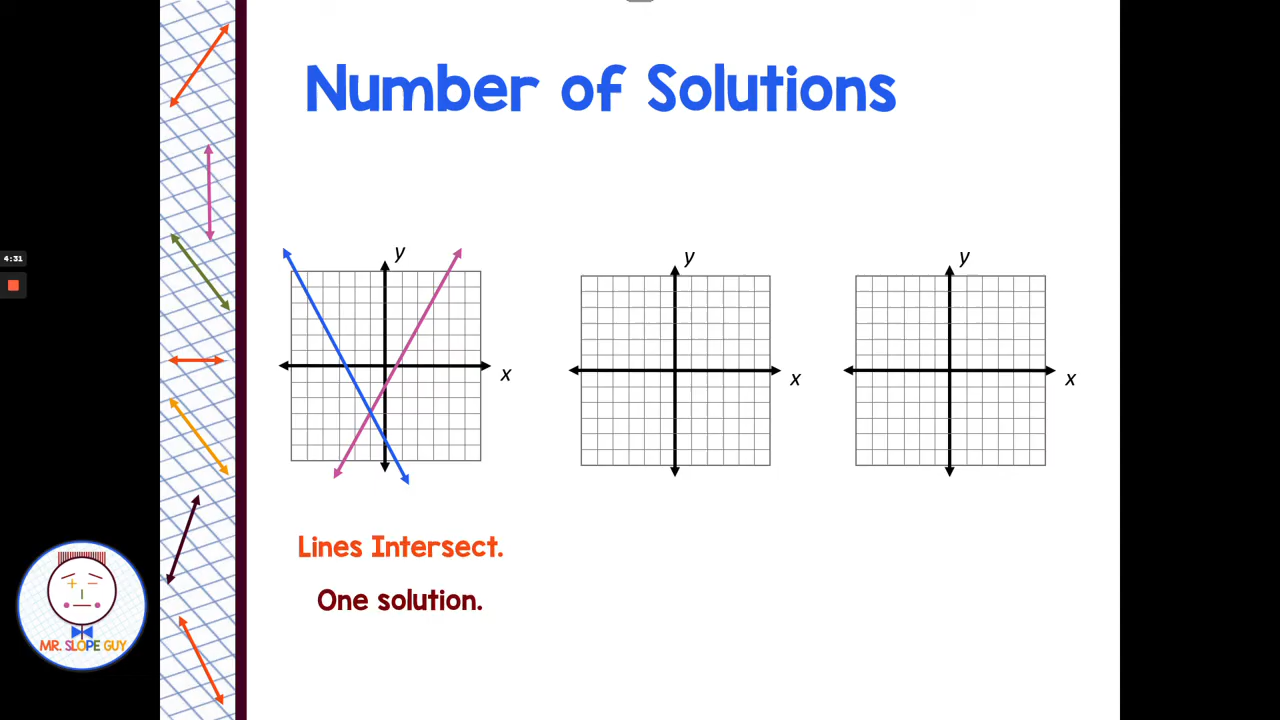 Number of Solutions
y
y
y
4:31
x
x
x
Lines Intersect.
One solution.
MR. SLOPE GUY